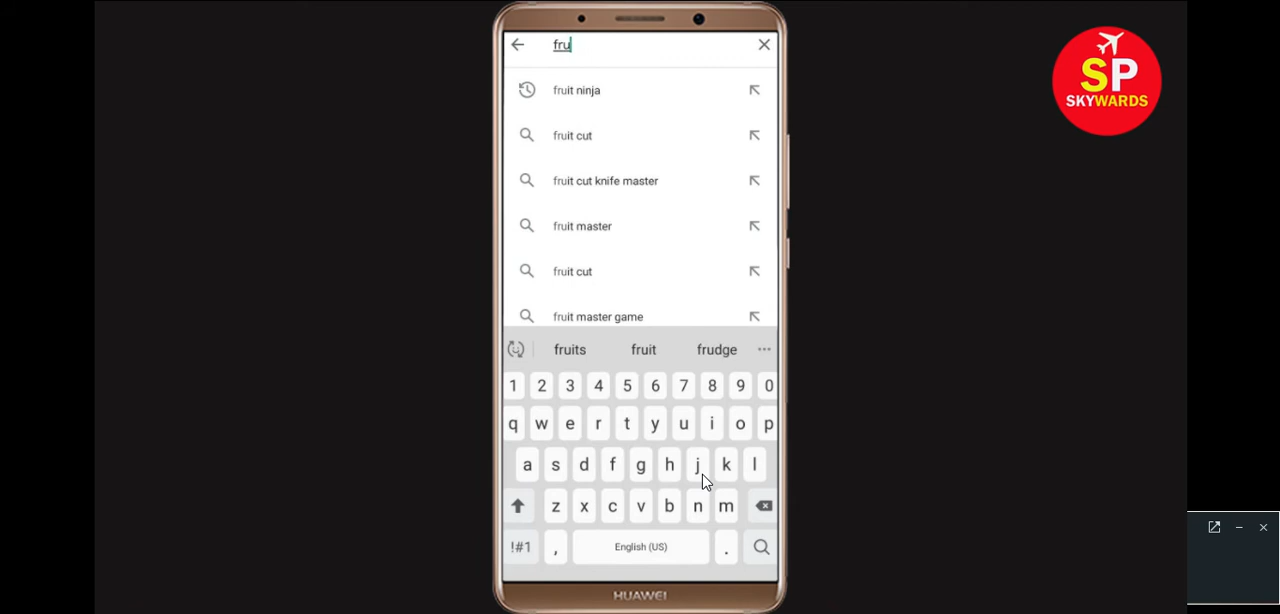 fru
fruit ninja
fruit cut
fruit cut knife master
fruit master
fruit cut
fruit master game
fruits fruit frudge ...
1 2 3 4 5 6 7 8 9 0
q w e r t y u i o p
a s d f g h j k l
z x c v b n m
!#1 , English (US) .
HUAWEI
SP
SKYWARDS